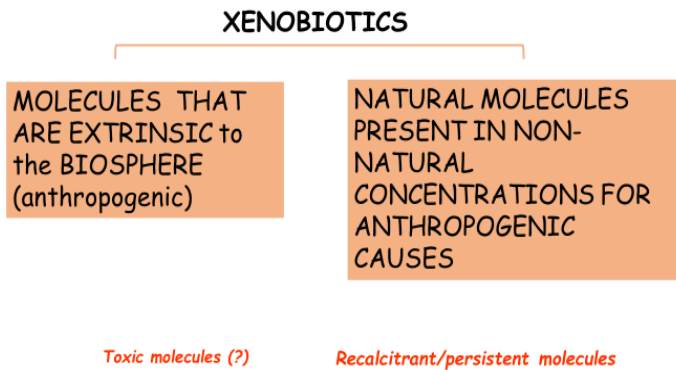 XENOBIOTICS
MOLECULES THAT
ARE EXTRINSIC to
the BIOSPHERE
(anthropogenic)
NATURAL MOLECULES
PRESENT IN NON-
NATURAL
CONCENTRATIONS FOR
ANTHROPOGENIC
CAUSES
Toxic molecules (?)
Recalcitrant/persistent molecules